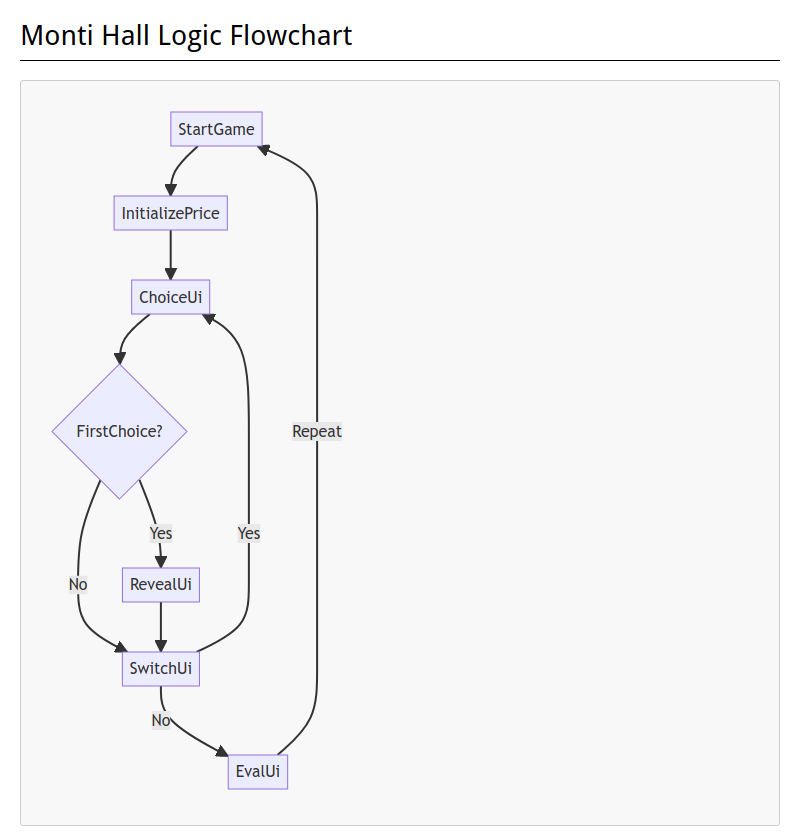 Monti Hall Logic Flowchart
StartGame
InitializePrice
ChoiceUi
FirstChoice?
Repeat
Yes
Yes
No
RevealUi
SwitchUi
No
EvalUi